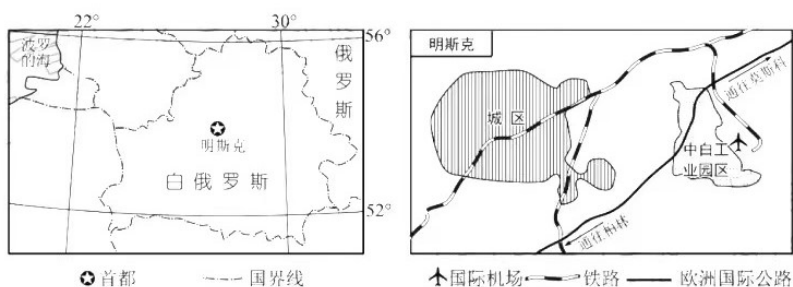 22°
30°
56°
波罗
的海
俄
罗
斯
明斯克
白俄罗斯
52°
首都
国界线
明斯克
城区
通往莫斯科
中白工
业园区
通往柏林
国际机场
铁路
欧洲国际公路